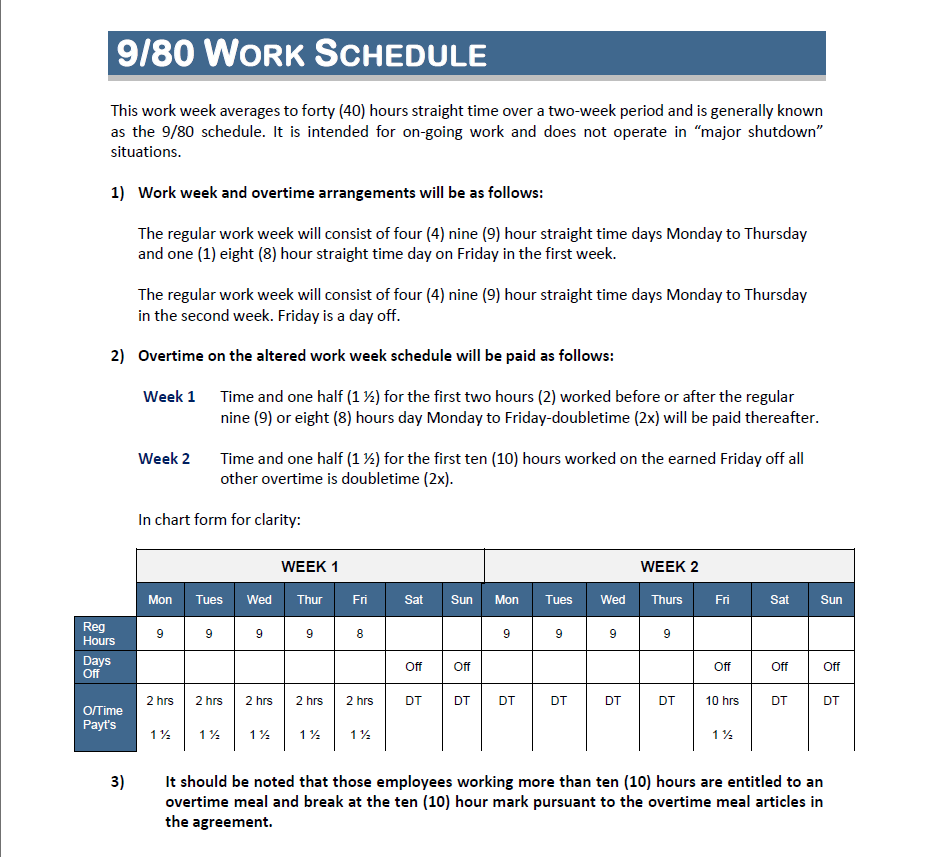 9/80 WORK SCHEDULE
This work week averages to forty (40) hours straight time over a two-week period and is generally known
as the 9/80 schedule. It is intended for on-going work and does not operate in “major shutdown”
situations.
1) Work week and overtime arrangements will be as follows:
The regular work week will consist of four (4) nine (9) hour straight time days Monday to Thursday
and one (1) eight (8) hour straight time day on Friday in the first week.
The regular work week will consist of four (4) nine (9) hour straight time days Monday to Thursday
in the second week. Friday is a day off.
2) Overtime on the altered work week schedule will be paid as follows:
Week 1 Time and one half (1 ½) for the first two hours (2) worked before or after the regular
nine (9) or eight (8) hours day Monday to Friday-doubletime (2x) will be paid thereafter.
Week 2 Time and one half (1 ½) for the first ten (10) hours worked on the earned Friday off all
other overtime is doubletime (2x).
In chart form for clarity:
WEEK 1 WEEK 2
Mon Tues Wed Thur Fri Sat Sun Mon Tues Wed Thurs Fri Sat Sun
Reg
Hours 9 9 9 9 8 9 9 9 9
Days
Off Off Off Off Off Off
O/Time
Payt's 2 hrs 2 hrs 2 hrs 2 hrs 2 hrs DT DT DT DT DT DT 10 hrs DT DT
1 ½ 1 ½ 1 ½ 1 ½ 1 ½ 1 ½
3) It should be noted that those employees working more than ten (10) hours are entitled to an
overtime meal and break at the ten (10) hour mark pursuant to the overtime meal articles in
the agreement.